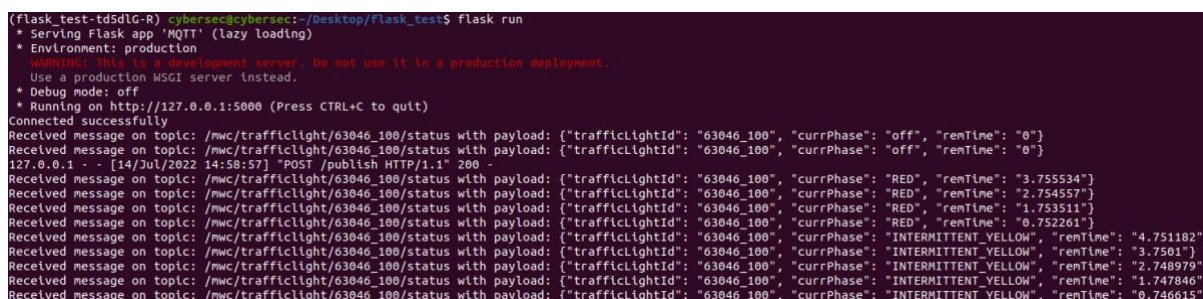 (flask_test-td5dlG-R) cybersec@cybersec:~/Desktop/flask_test$ flask run
 * Serving Flask app 'MQTT' (lazy loading)
 * Environment: production
   WARNING: This is a development server. Do not use it in a production deployment.
   Use a production WSGI server instead.
 * Debug mode: off
 * Running on http://127.0.0.1:5000 (Press CTRL+C to quit)
Connected successfully
Received message on topic: /mwc/trafficlight/63046_100/status with payload: {"trafficLightId": "63046_100", "currPhase": "off", "remTime": "0"}
Received message on topic: /mwc/trafficlight/63046_100/status with payload: {"trafficLightId": "63046_100", "currPhase": "off", "remTime": "0"}
127.0.0.1 - - [14/Jul/2022 14:58:57] "POST /publish HTTP/1.1" 200 -
Received message on topic: /mwc/trafficlight/63046_100/status with payload: {"trafficLightId": "63046_100", "currPhase": "RED", "remTime": "3.755534"}
Received message on topic: /mwc/trafficlight/63046_100/status with payload: {"trafficLightId": "63046_100", "currPhase": "RED", "remTime": "2.754557"}
Received message on topic: /mwc/trafficlight/63046_100/status with payload: {"trafficLightId": "63046_100", "currPhase": "RED", "remTime": "1.753511"}
Received message on topic: /mwc/trafficlight/63046_100/status with payload: {"trafficLightId": "63046_100", "currPhase": "RED", "remTime": "0.752261"}
Received message on topic: /mwc/trafficlight/63046_100/status with payload: {"trafficLightId": "63046_100", "currPhase": "INTERMITTENT_YELLOW", "remTime": "4.751182"
Received message on topic: /mwc/trafficlight/63046_100/status with payload: {"trafficLightId": "63046_100", "currPhase": "INTERMITTENT_YELLOW", "remTime": "3.7501"}
Received message on topic: /mwc/trafficlight/63046_100/status with payload: {"trafficLightId": "63046_100", "currPhase": "INTERMITTENT_YELLOW", "remTime": "2.748979"
Received message on topic: /mwc/trafficlight/63046_100/status with payload: {"trafficLightId": "63046_100", "currPhase": "INTERMITTENT_YELLOW", "remTime": "1.747848"
Received message on topic: /mwc/trafficlight/63046_100/status with payload: {"trafficLightId": "63046_100", "currPhase": "INTERMITTENT_YELLOW", "remTime": "0.746618"